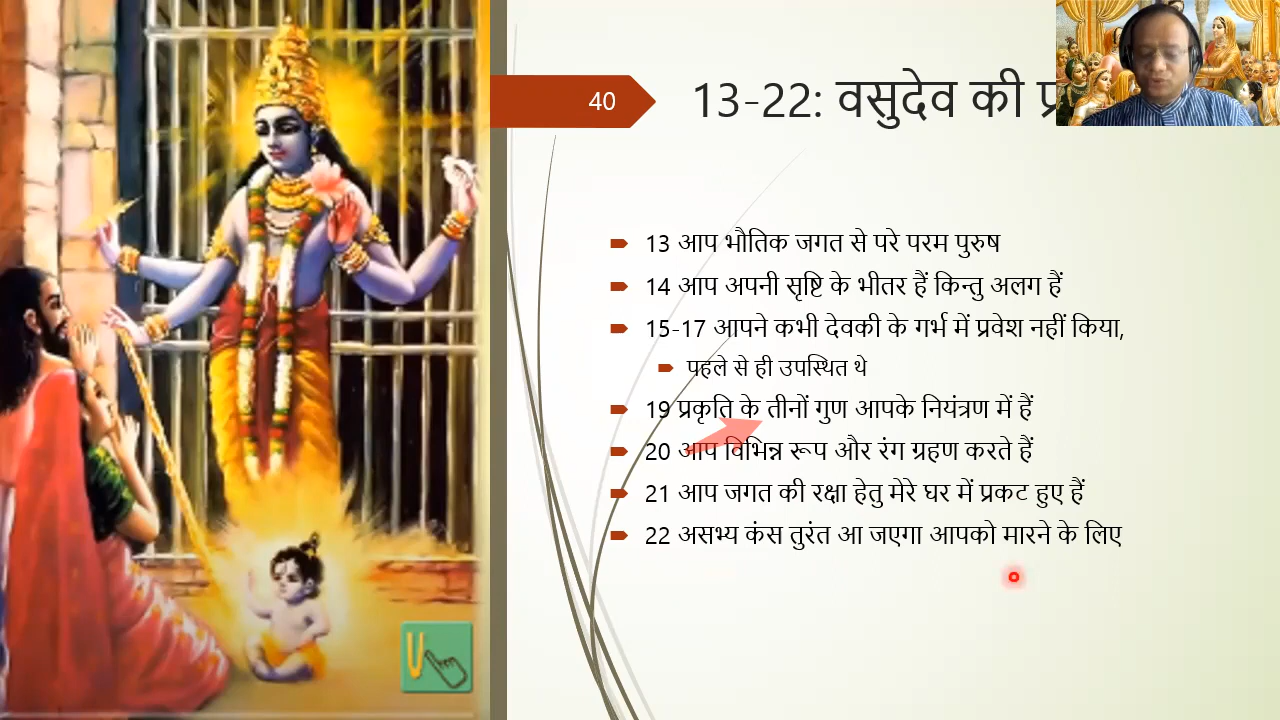 40
13-22: वसुदेव की
13 आप भौतिक जगत से परे परम पुरुष
14 आप अपनी सृष्टि के भीतर हैं किन्तु अलग हैं
15-17 आपने कभी देवकी के गर्भ में प्रवेश नहीं किया,
पहले से ही उपस्थित थे
19 प्रकृति के तीनों गुण आपके नियंत्रण में हैं
20 आप विभिन्न रूप और रंग ग्रहण करते हैं
21 आप जगत की रक्षा हेतु मेरे घर में प्रकट हुए हैं
22 असभ्य कंस तुरंत आ जएगा आपको मारने के लिए